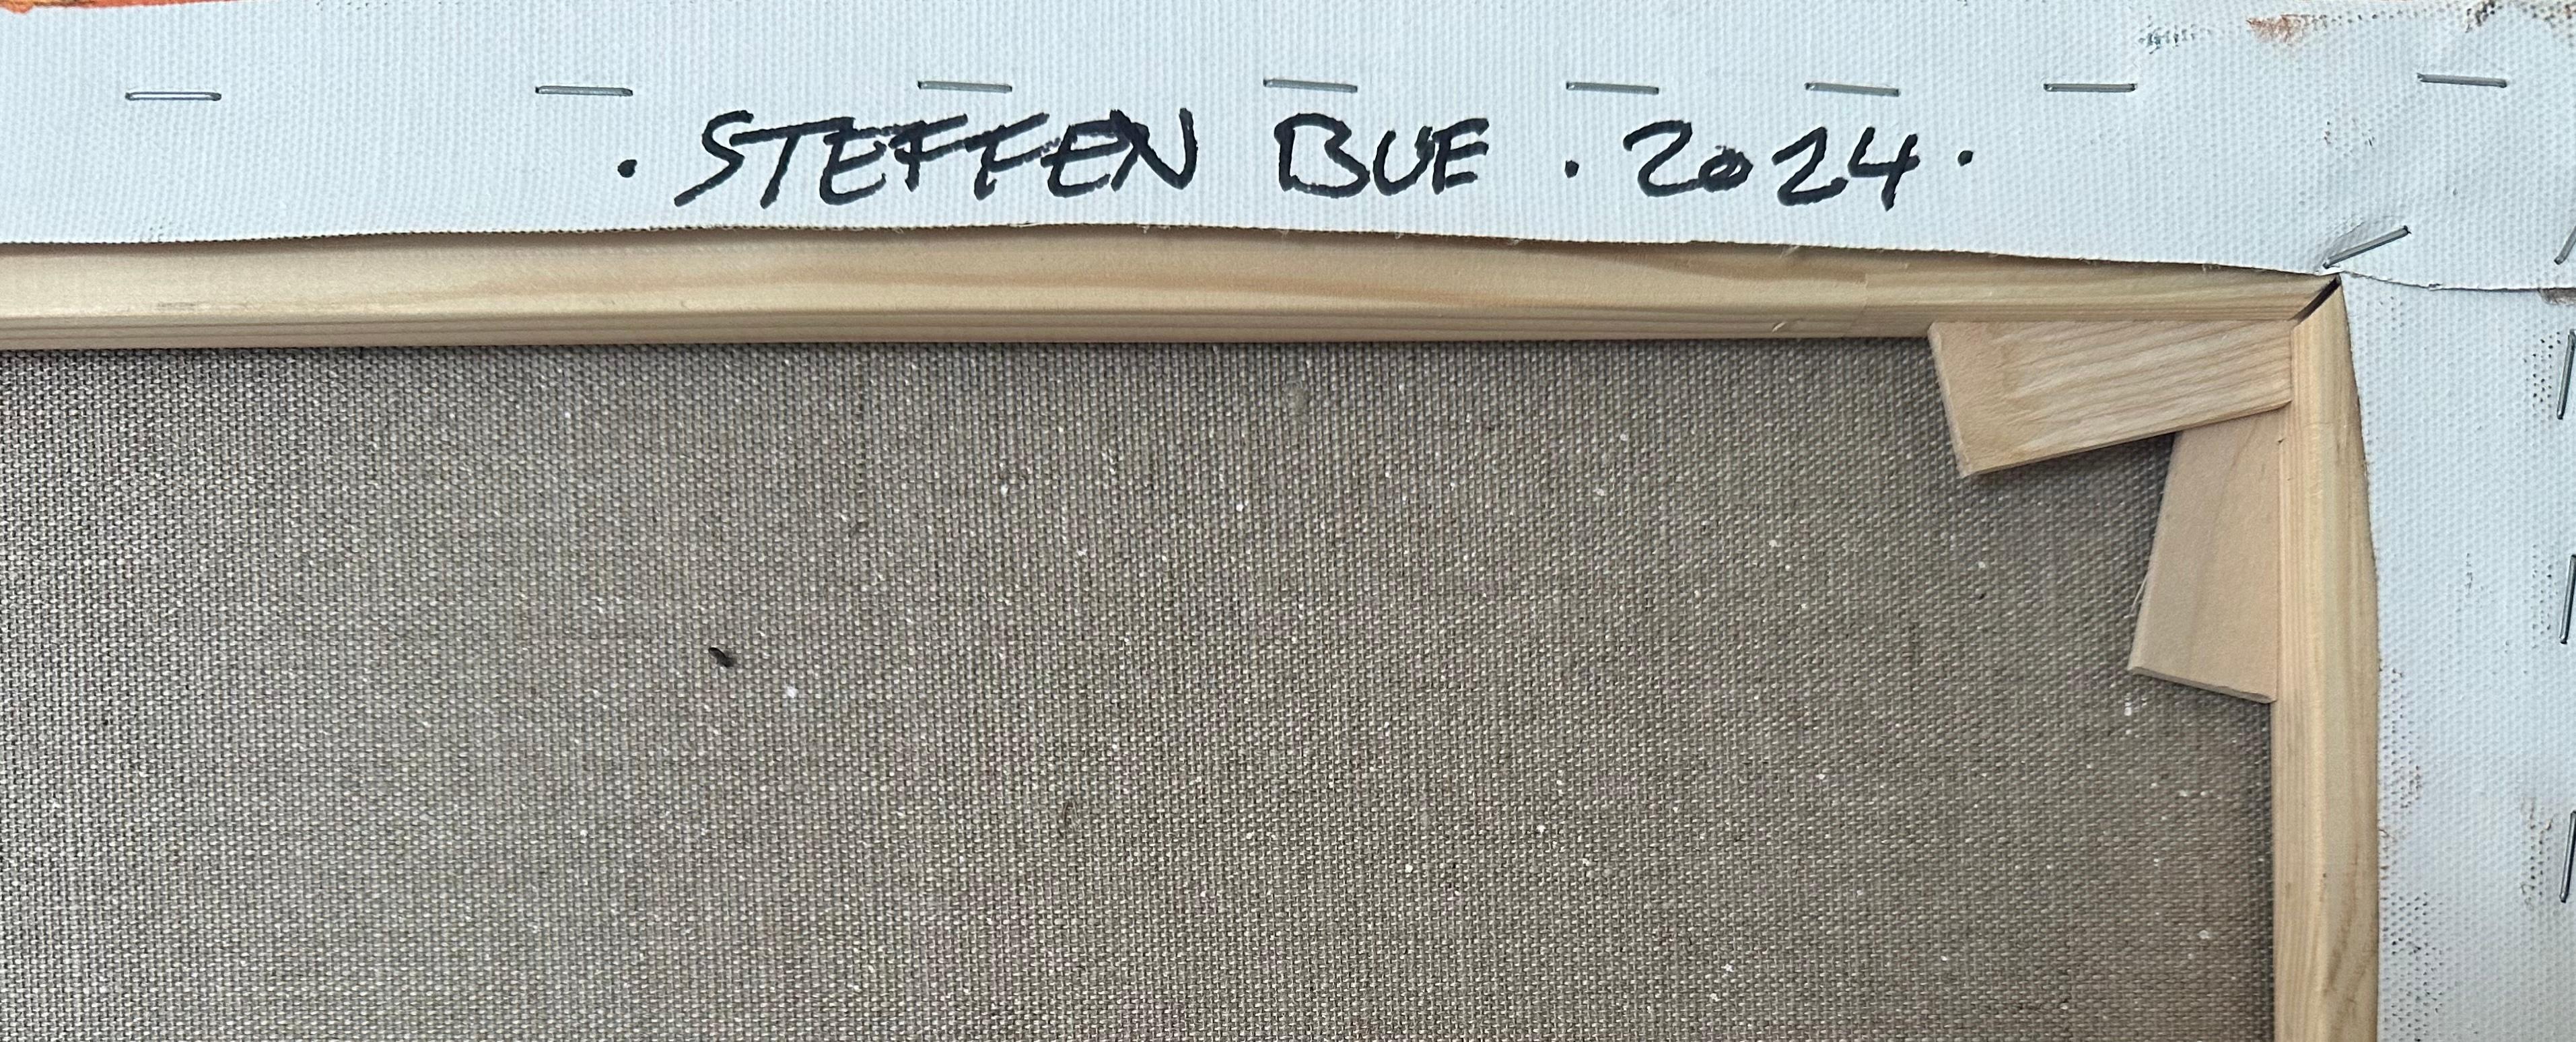 . STEFFEN BUE . 2024 .